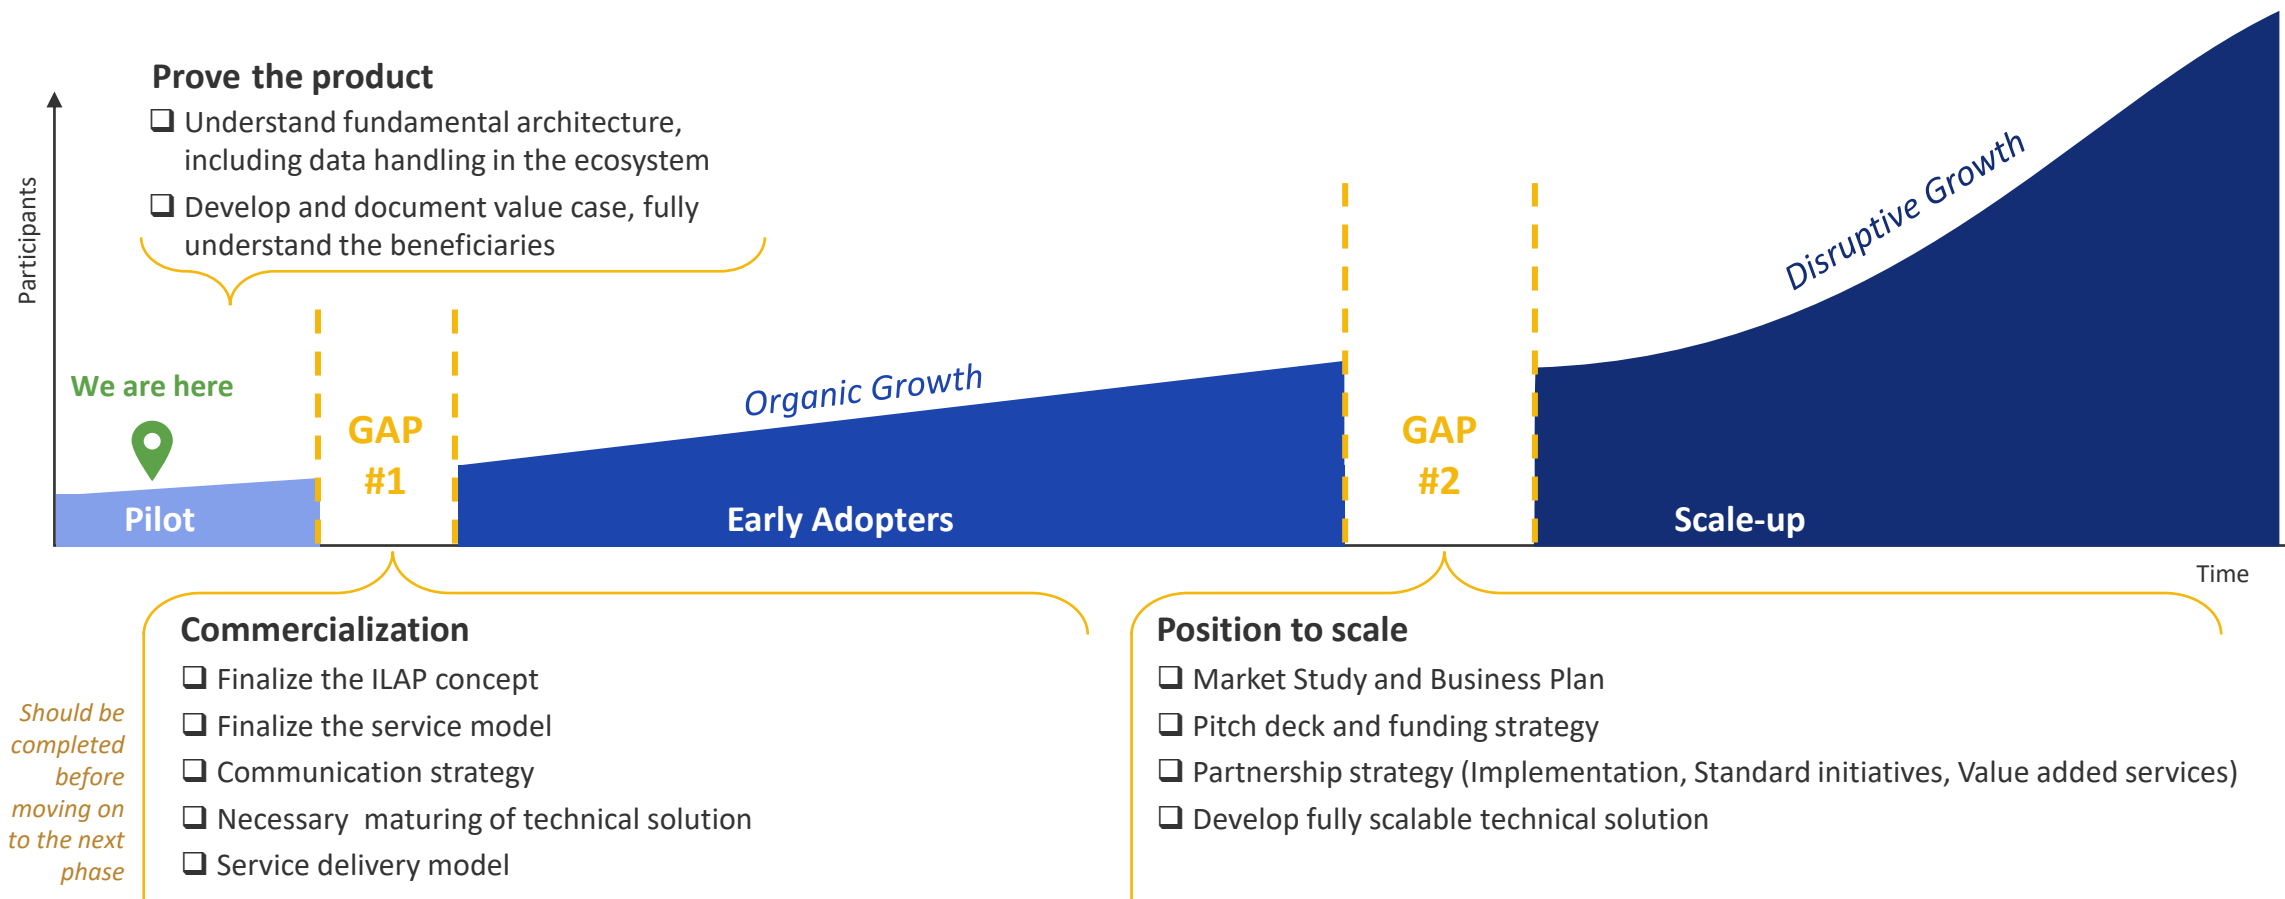 Prove the product
❑ Understand fundamental architecture,
including data handling in the ecosystem
❑ Develop and document value case, fully
understand the beneficiaries
Participants
We are here
GAP
#1
Organic Growth
GAP
#2
Disruptive Growth
Pilot
Early Adopters
Scale-up
Time
Commercialization
❑ Finalize the ILAP concept
❑ Finalize the service model
❑ Communication strategy
❑ Necessary  maturing of technical solution
❑ Service delivery model
Should be
completed
before
moving on
to the next
phase
Position to scale
❑ Market Study and Business Plan
❑ Pitch deck and funding strategy
❑ Partnership strategy (Implementation, Standard initiatives, Value added services)
❑ Develop fully scalable technical solution